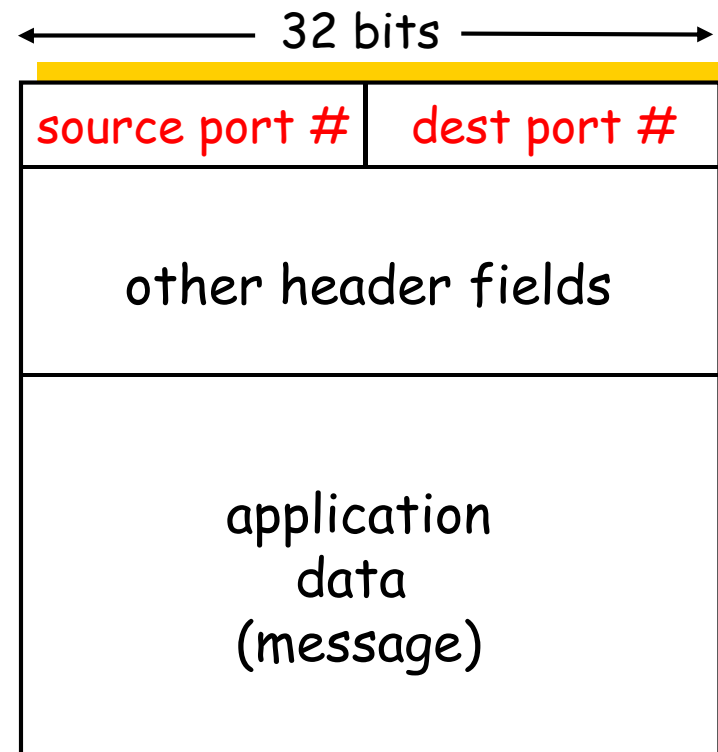 32 bits
source port #
dest port #
other header fields
application
data
(message)